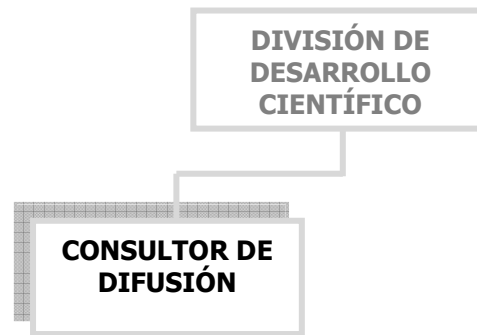 DIVISIÓN DE
DESARROLLO
CIENTÍFICO
CONSULTOR DE
DIFUSIÓN